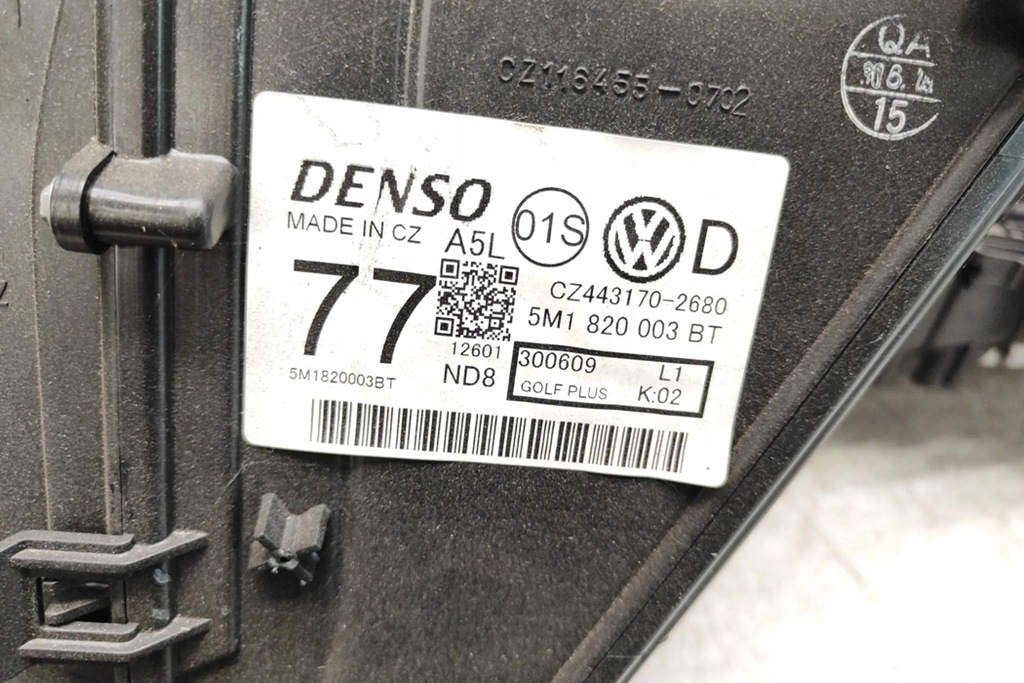 CZ116455-0702
QA
15
DENSO
MADE IN CZ
A5L
01S
VW
D
77
CZ443170-2680
5M1 820 003 BT
12601
ND8
5M1820003BT
300609 L1
GOLF PLUS K:02